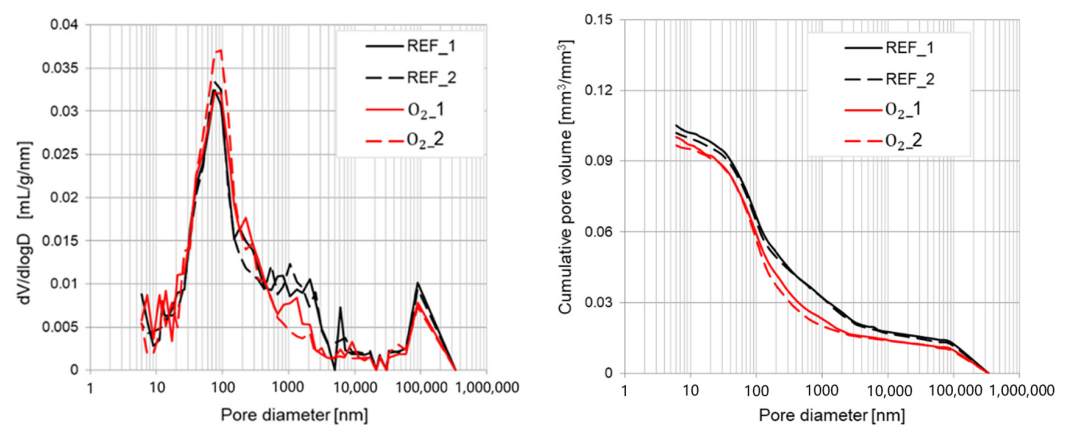 0.04
0.035
0.03
0.025
0.02
0.015
0.01
0.005
0
dV/dlogD [mL/g/nm]
REF_1
REF_2
O₂_1
O₂_2
1 10 100 1000 10,000 100,000 1,000,000
Pore diameter [nm]
0.15
0.12
0.09
0.06
0.03
0
Cumulative pore volume [mm³/mm³]
REF_1
REF_2
O₂_1
O₂_2
1 10 100 1000 10,000 100,000 1,000,000
Pore diameter [nm]